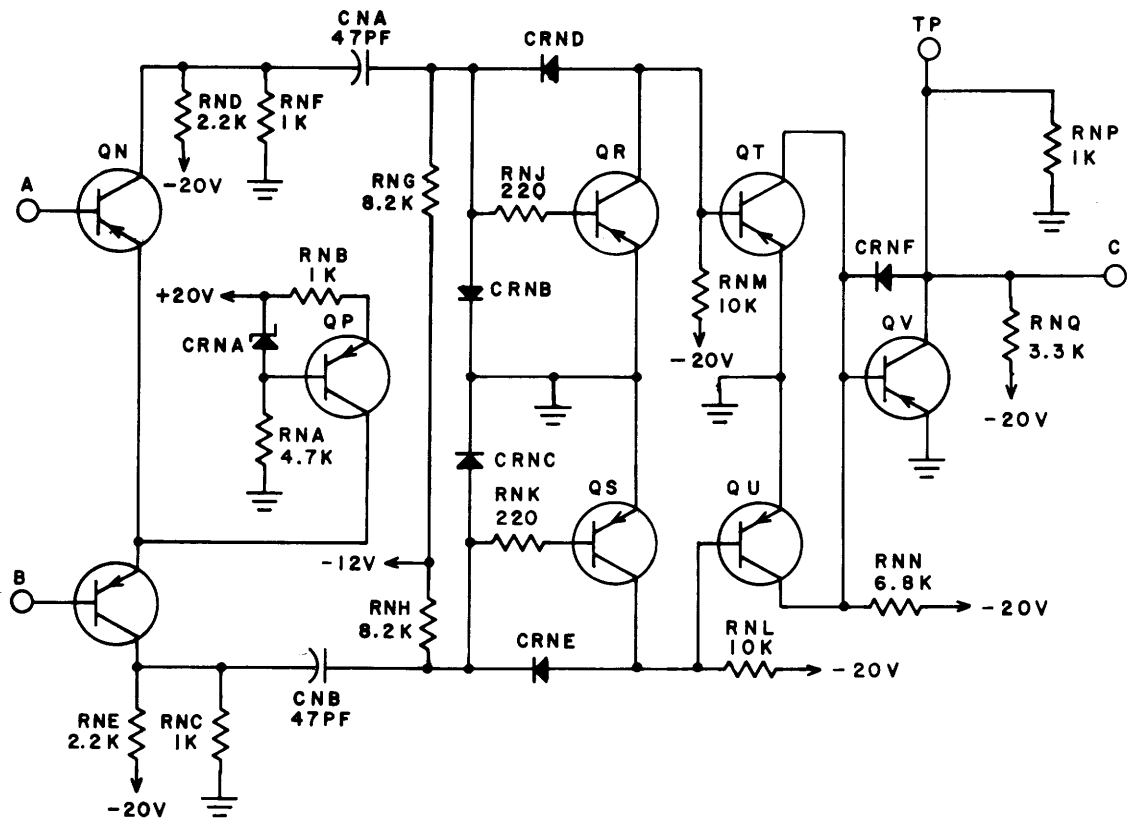 CNA
47PF
CRND
TP
RND
2.2K
RNF
1K
-20V
QN
A
RNG
8.2K
RNJ
220
QR
QT
RNP
1K
C
RNB
1K
+20V
QP
CRNA
CRNB
RNM
10K
-20V
CRNF
QV
RNQ
3.3K
-20V
RNA
4.7K
CRNC
RNK
220
QS
QU
-12V
B
RNH
8.2K
CRNE
RNN
6.8K
-20V
RNL
10K
-20V
CNB
47PF
RNE
2.2K
RNC
1K
-20V